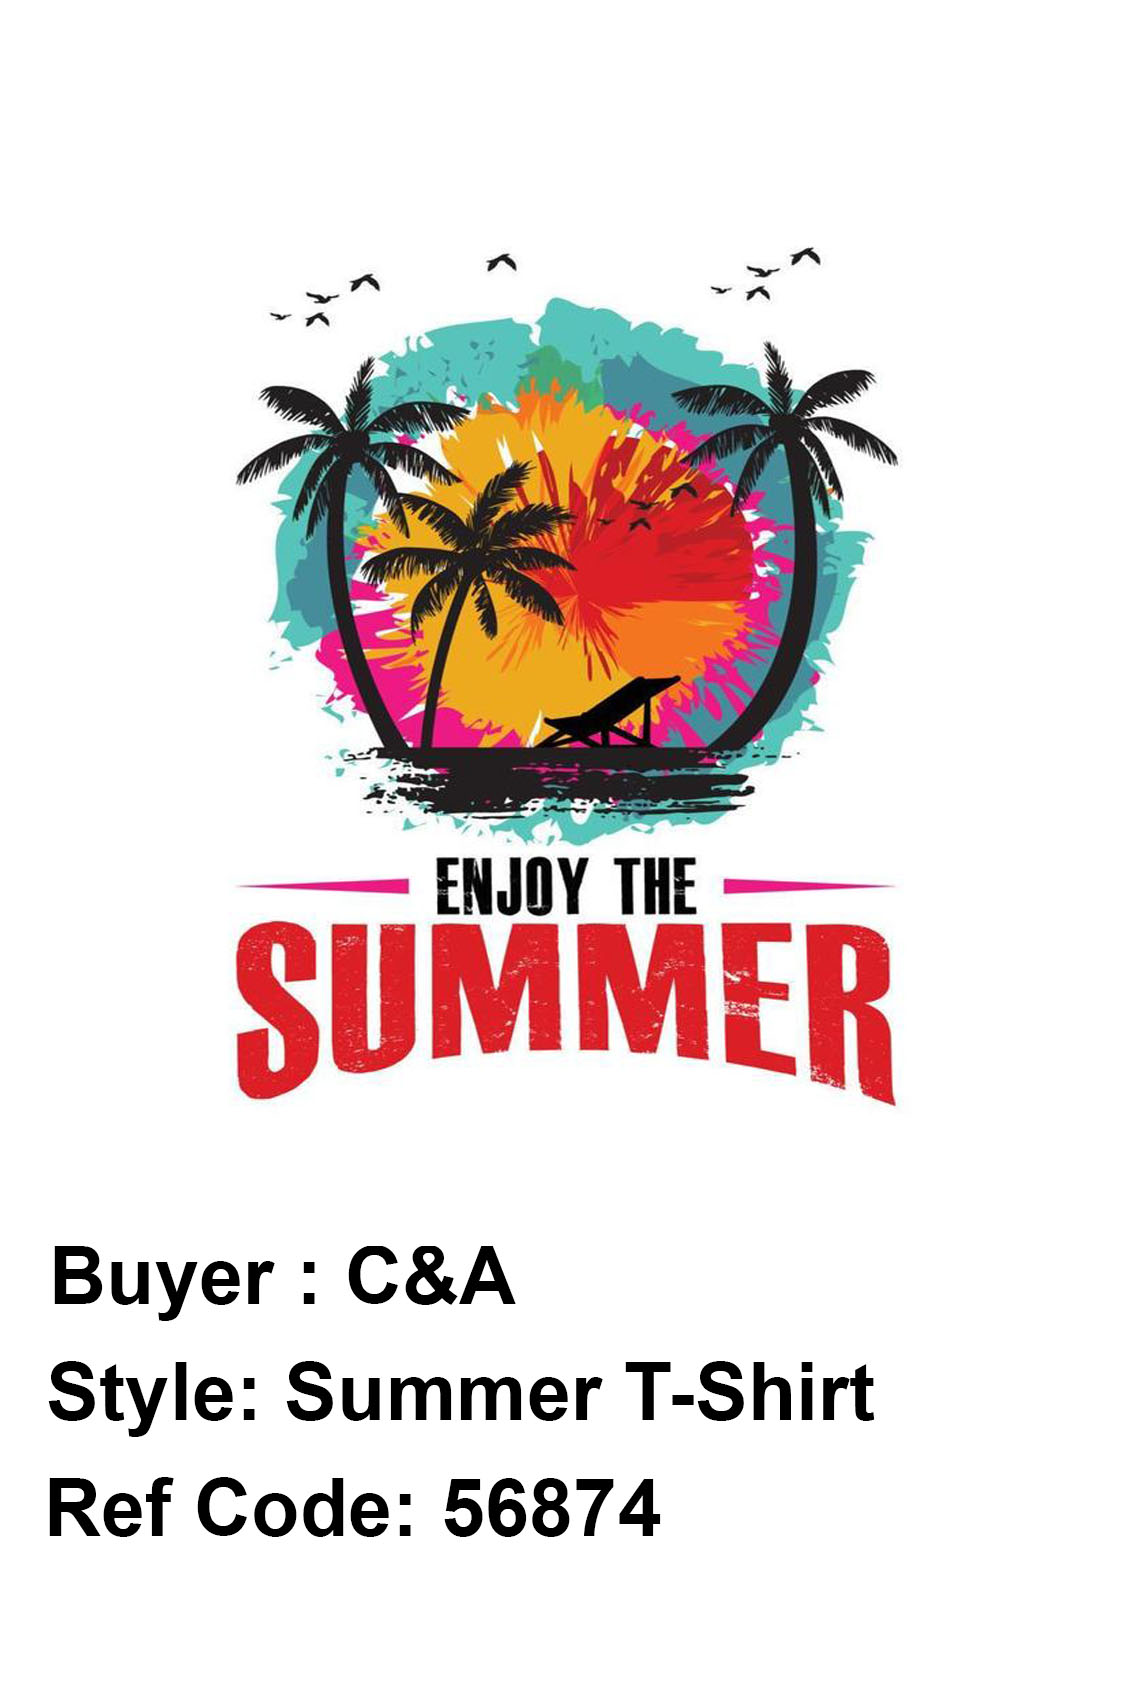 ENJOY THE
SUMMER
Buyer : C&A
Style: Summer T-Shirt
Ref Code: 56874